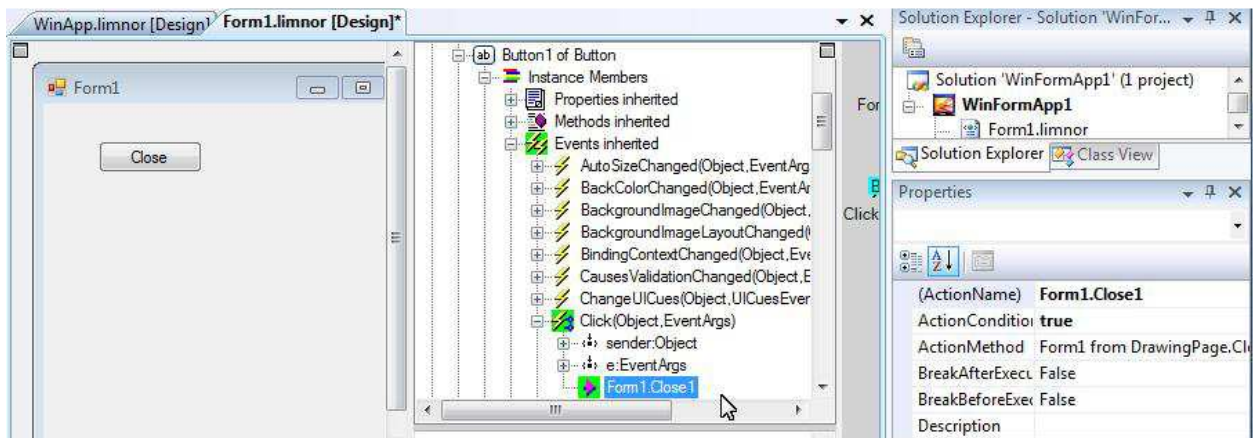 WinApp.limnor [Design]
Form1.limnor [Design]*
Form1
Close
Button1 of Button
Instance Members
Properties inherited
Methods inherited
Events inherited
AutoSizeChanged(Object,EventArg
BackColorChanged(Object,EventAr
BackgroundImageChanged(Object,
BackgroundImageLayoutChanged(
BindingContextChanged(Object,Eve
CausesValidationChanged(Object,E
ChangeUICues(Object,UICuesEver
Click(Object,EventArgs)
sender:Object
e:EventArgs
Form1.Close1
For
B
Click
Solution Explorer - Solution 'WinFor...
Solution 'WinFormApp1' (1 project)
WinFormApp1
Form1.limnor
Solution Explorer Class View
Properties
(ActionName) Form1.Close1
ActionCondition true
ActionMethod Form1 from DrawingPage.Cl
BreakAfterExecu False
BreakBeforeExec False
Description